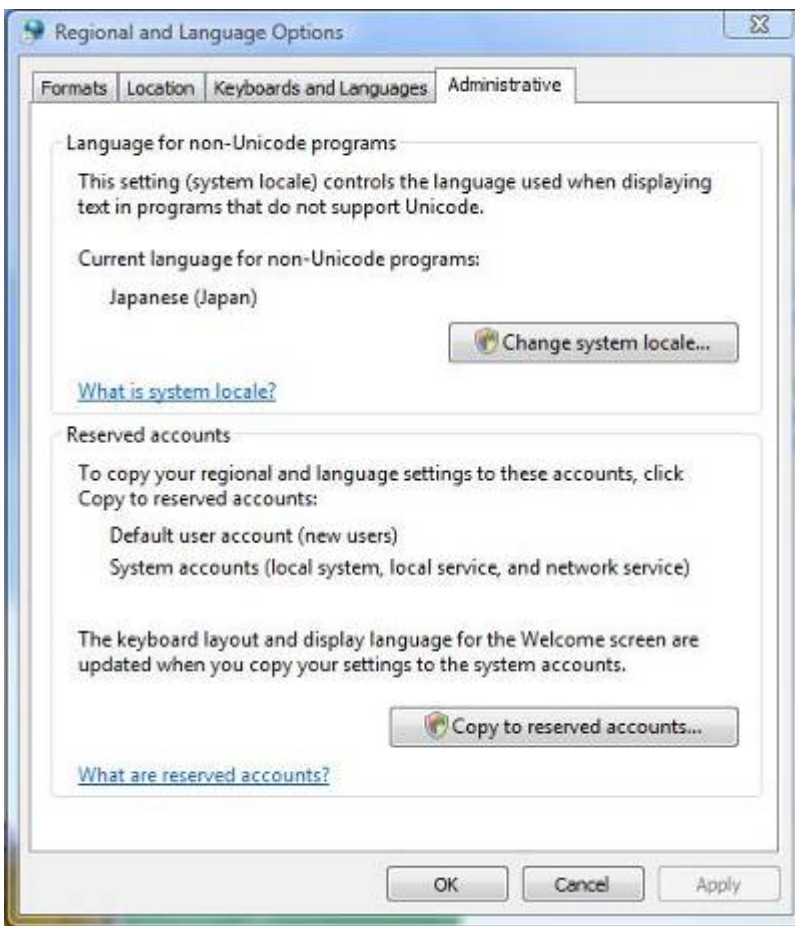 Regional and Language Options
Formats Location Keyboards and Languages Administrative
Language for non-Unicode programs
This setting (system locale) controls the language used when displaying
text in programs that do not support Unicode.
Current language for non-Unicode programs:
Japanese (Japan)
Change system locale...
What is system locale?
Reserved accounts
To copy your regional and language settings to these accounts, click
Copy to reserved accounts:
Default user account (new users)
System accounts (local system, local service, and network service)
The keyboard layout and display language for the Welcome screen are
updated when you copy your settings to the system accounts.
Copy to reserved accounts...
What are reserved accounts?
OK Cancel Apply